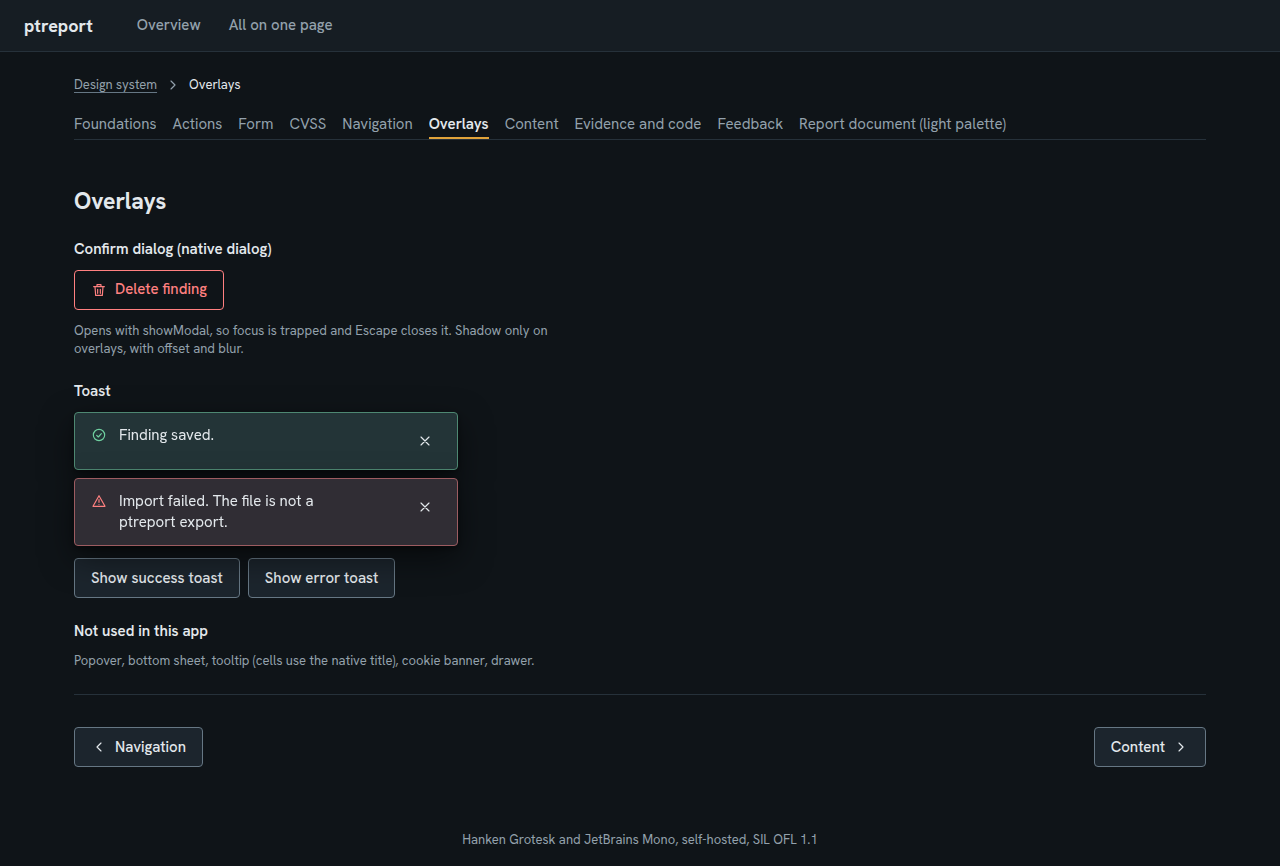 ptreport Overview All on one page
Design system Overlays
Foundations Actions Form CVSS Navigation Overlays Content Evidence and code Feedback Report document (light palette)
Overlays
Confirm dialog (native dialog)
Delete finding
Opens with showModal, so focus is trapped and Escape closes it. Shadow only on
overlays, with offset and blur.
Toast
Finding saved.
Import failed. The file is not a
ptreport export.
Show success toast Show error toast
Not used in this app
Popover, bottom sheet, tooltip (cells use the native title), cookie banner, drawer.
Navigation Content
Hanken Grotesk and JetBrains Mono, self-hosted, SIL OFL 1.1